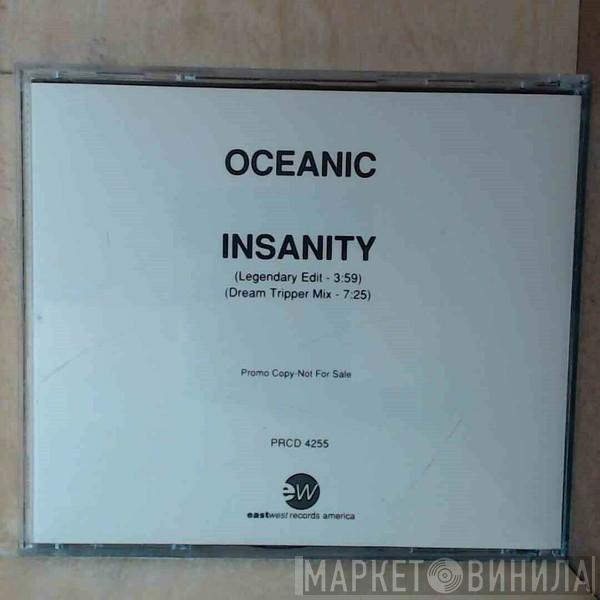 OCEANIC
INSANITY
(Legendary Edit - 3:59)
(Dream Tripper Mix - 7:25)
Promo Copy-Not For Sale
PRCD 4255
ew
eastwest records america
МАРКЕТ ВИНИЛА